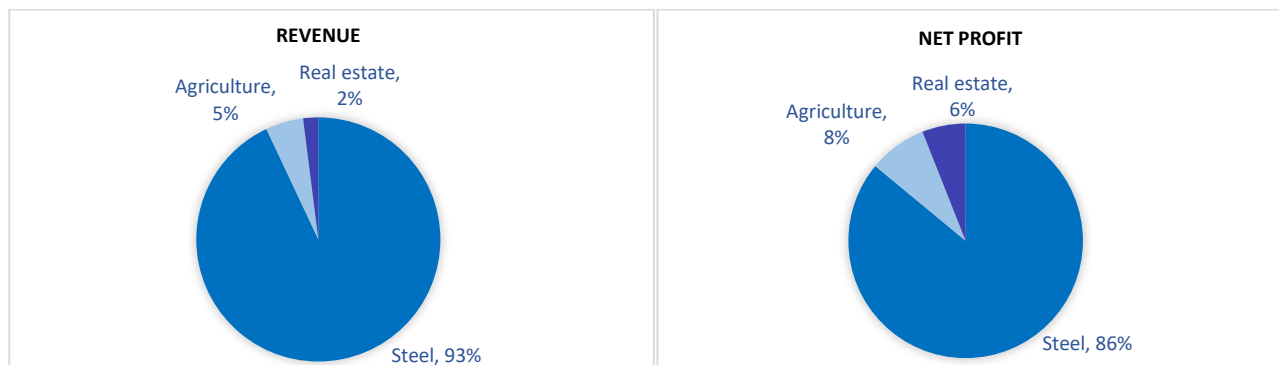 REVENUE
Real estate,
2%
Agriculture,
5%
Steel, 93%
NET PROFIT
Real estate,
6%
Agriculture,
8%
Steel, 86%